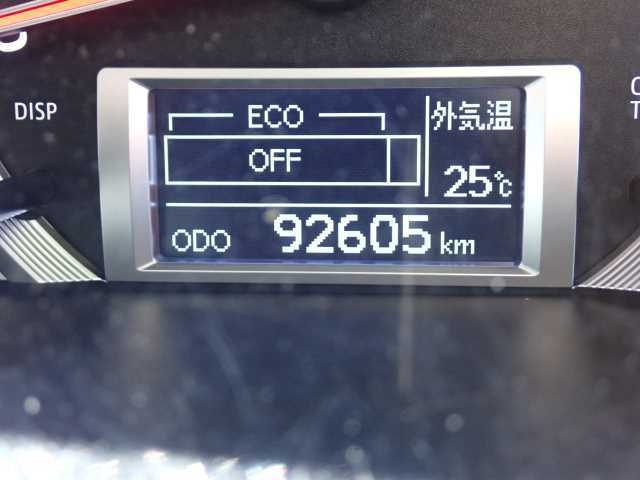 DISP
ECO
OFF
外気温
25℃
ODO 92605 km